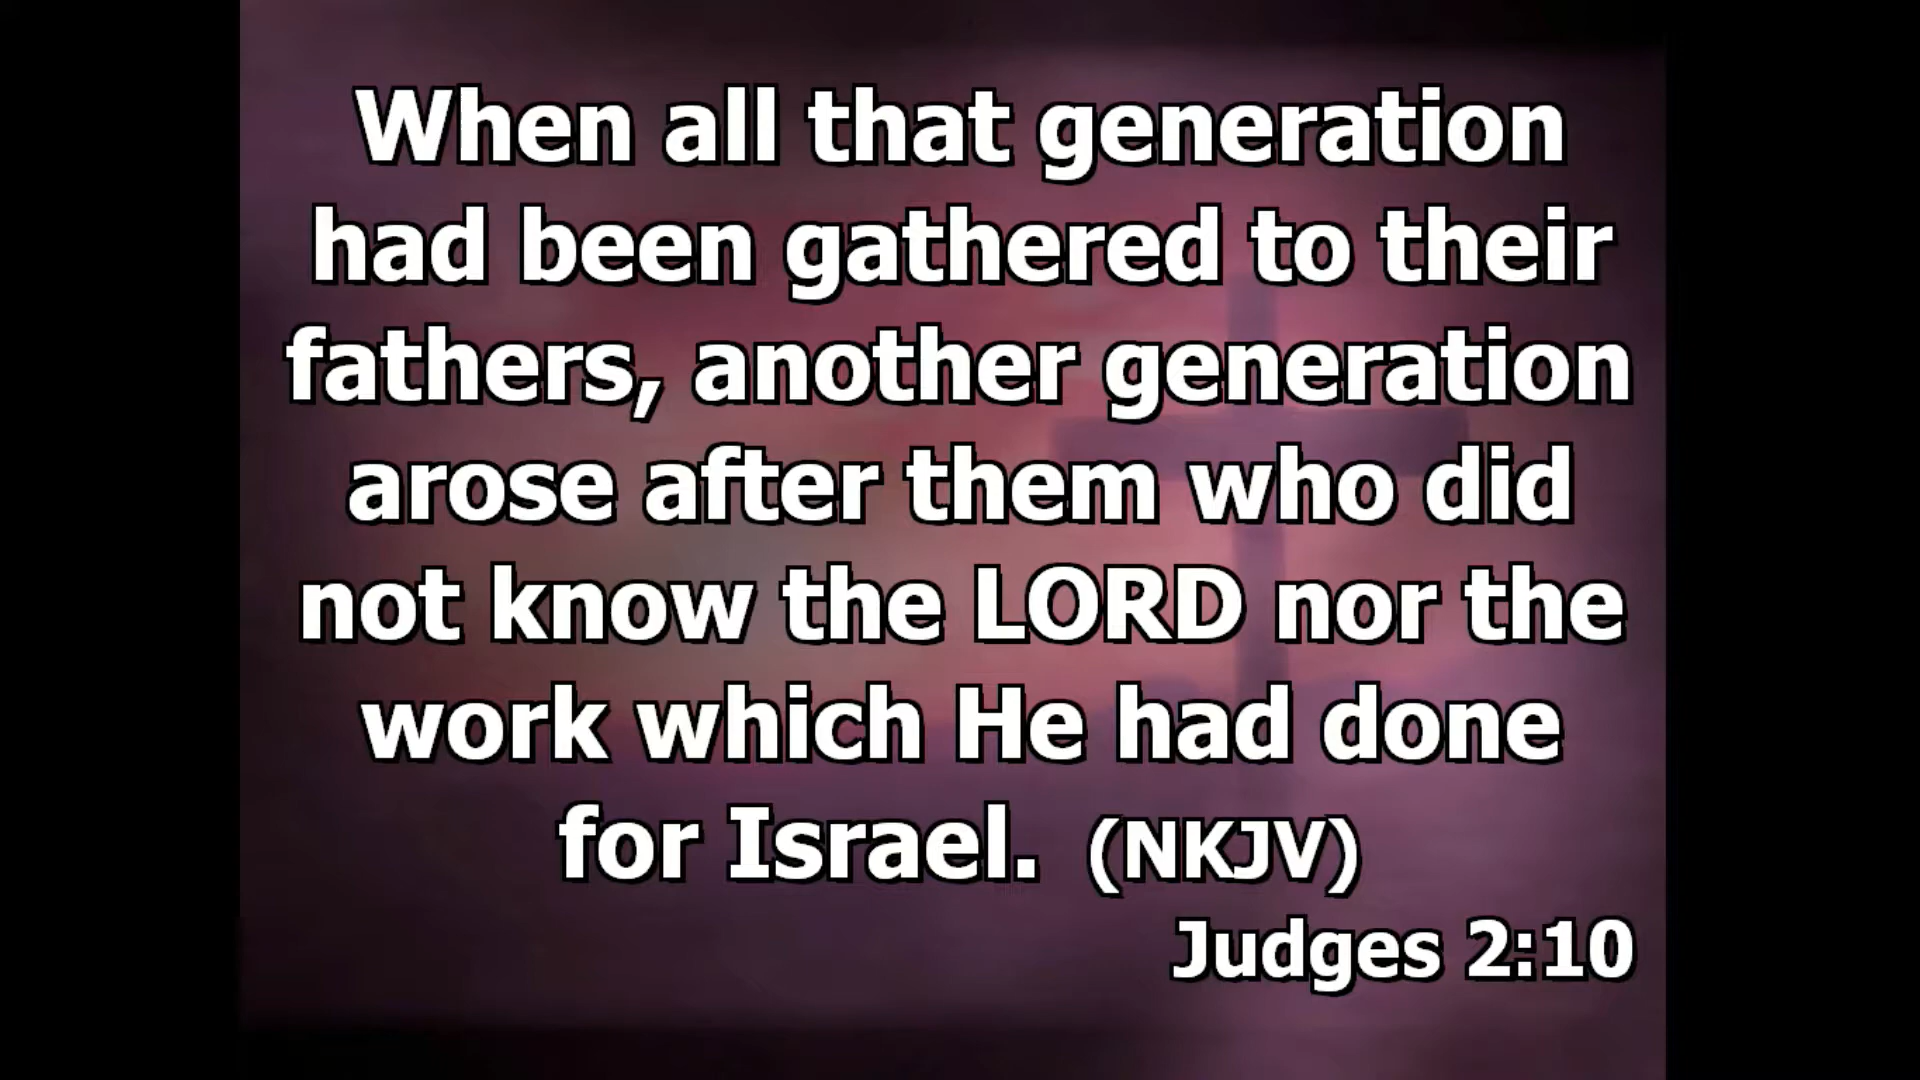 When all that generation
had been gathered to their
fathers, another generation
arose after them who did
not know the LORD nor the
work which He had done
for Israel. (NKJV)
Judges 2:10